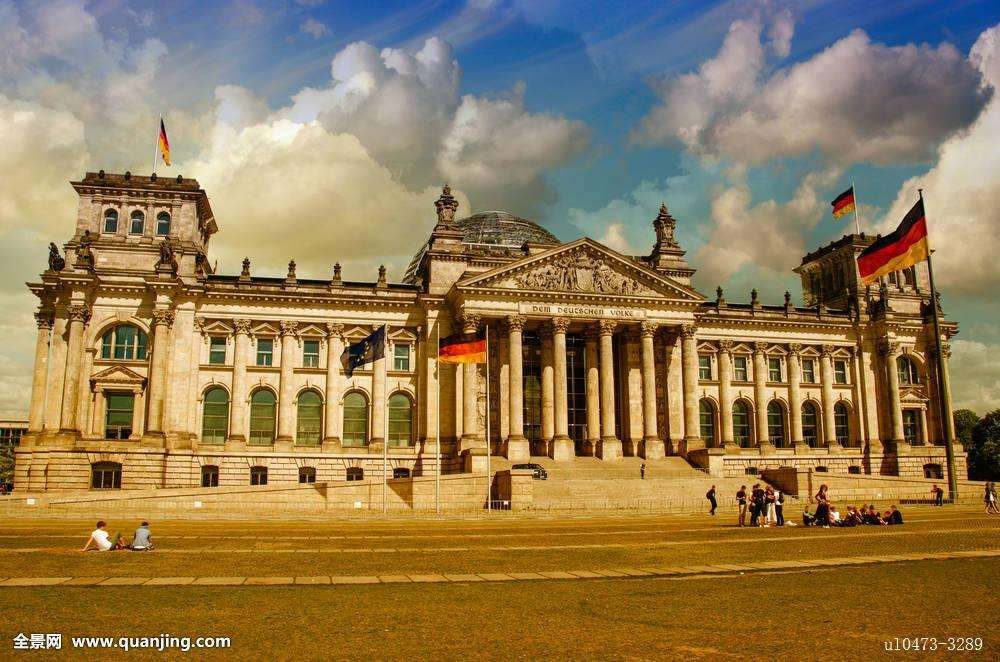 DEM DEUTSCHEN VOLKE
全景网 www.quanjing.com
u10473-3289